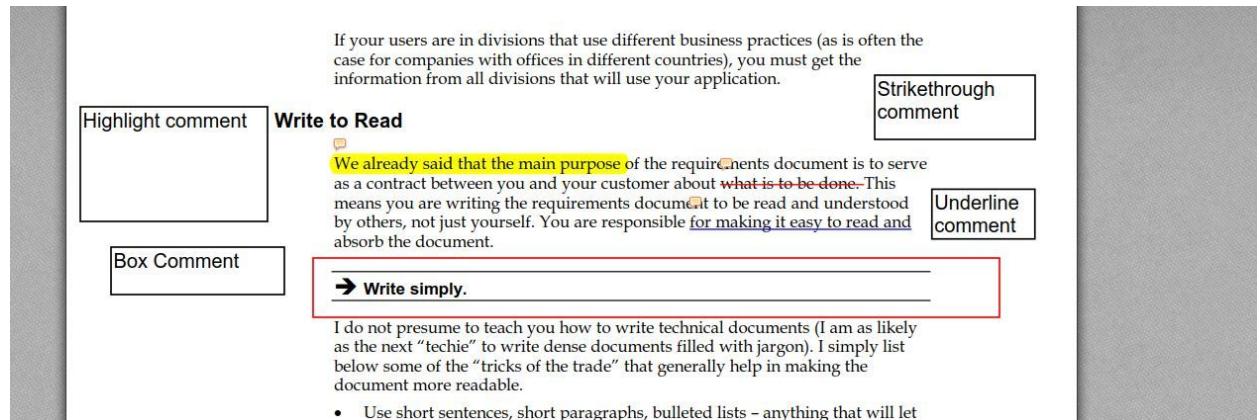 If your users are in divisions that use different business practices (as is often the
case for companies with offices in different countries), you must get the
information from all divisions that will use your application.
Strikethrough
comment
Highlight comment
Write to Read
We already said that the main purpose of the requirements document is to serve
as a contract between you and your customer about what is to be done. This
means you are writing the requirements document to be read and understood
by others, not just yourself. You are responsible for making it easy to read and
absorb the document.
Underline
comment
Box Comment
➔ Write simply.
I do not presume to teach you how to write technical documents (I am as likely
as the next “techie” to write dense documents filled with jargon). I simply list
below some of the “tricks of the trade” that generally help in making the
document more readable.
• Use short sentences, short paragraphs, bulleted lists – anything that will let